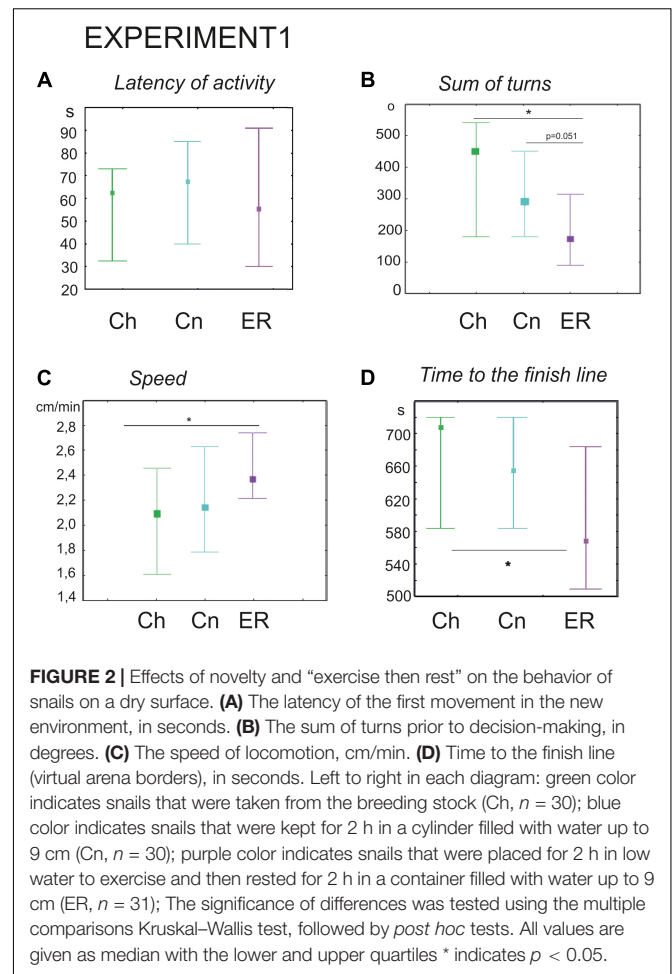 EXPERIMENT1
A Latency of activity
s
90
80
70
60
50
40
30
20
Ch Cn ER
B Sum of turns
o
500
400
300
200
100
0
*
p=0.051
Ch Cn ER
C Speed
cm/min
2,8
2,6
2,4
2,2
2,0
1,8
1,6
1,4
*
Ch Cn ER
D Time to the finish line
s
700
660
620
580
540
500
*
Ch Cn ER
FIGURE 2 | Effects of novelty and “exercise then rest” on the behavior of
snails on a dry surface. (A) The latency of the first movement in the new
environment, in seconds. (B) The sum of turns prior to decision-making, in
degrees. (C) The speed of locomotion, cm/min. (D) Time to the finish line
(virtual arena borders), in seconds. Left to right in each diagram: green color
indicates snails that were taken from the breeding stock (Ch, n = 30); blue
color indicates snails that were kept for 2 h in a cylinder filled with water up to
9 cm (Cn, n = 30); purple color indicates snails that were placed for 2 h in low
water to exercise and then rested for 2 h in a container filled with water up to 9
cm (ER, n = 31); The significance of differences was tested using the multiple
comparisons Kruskal–Wallis test, followed by post hoc tests. All values are
given as median with the lower and upper quartiles * indicates p < 0.05.